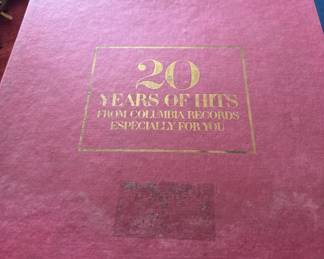 20
YEARS OF HITS
FROM COLUMBIA RECORDS
ESPECIALLY FOR YOU